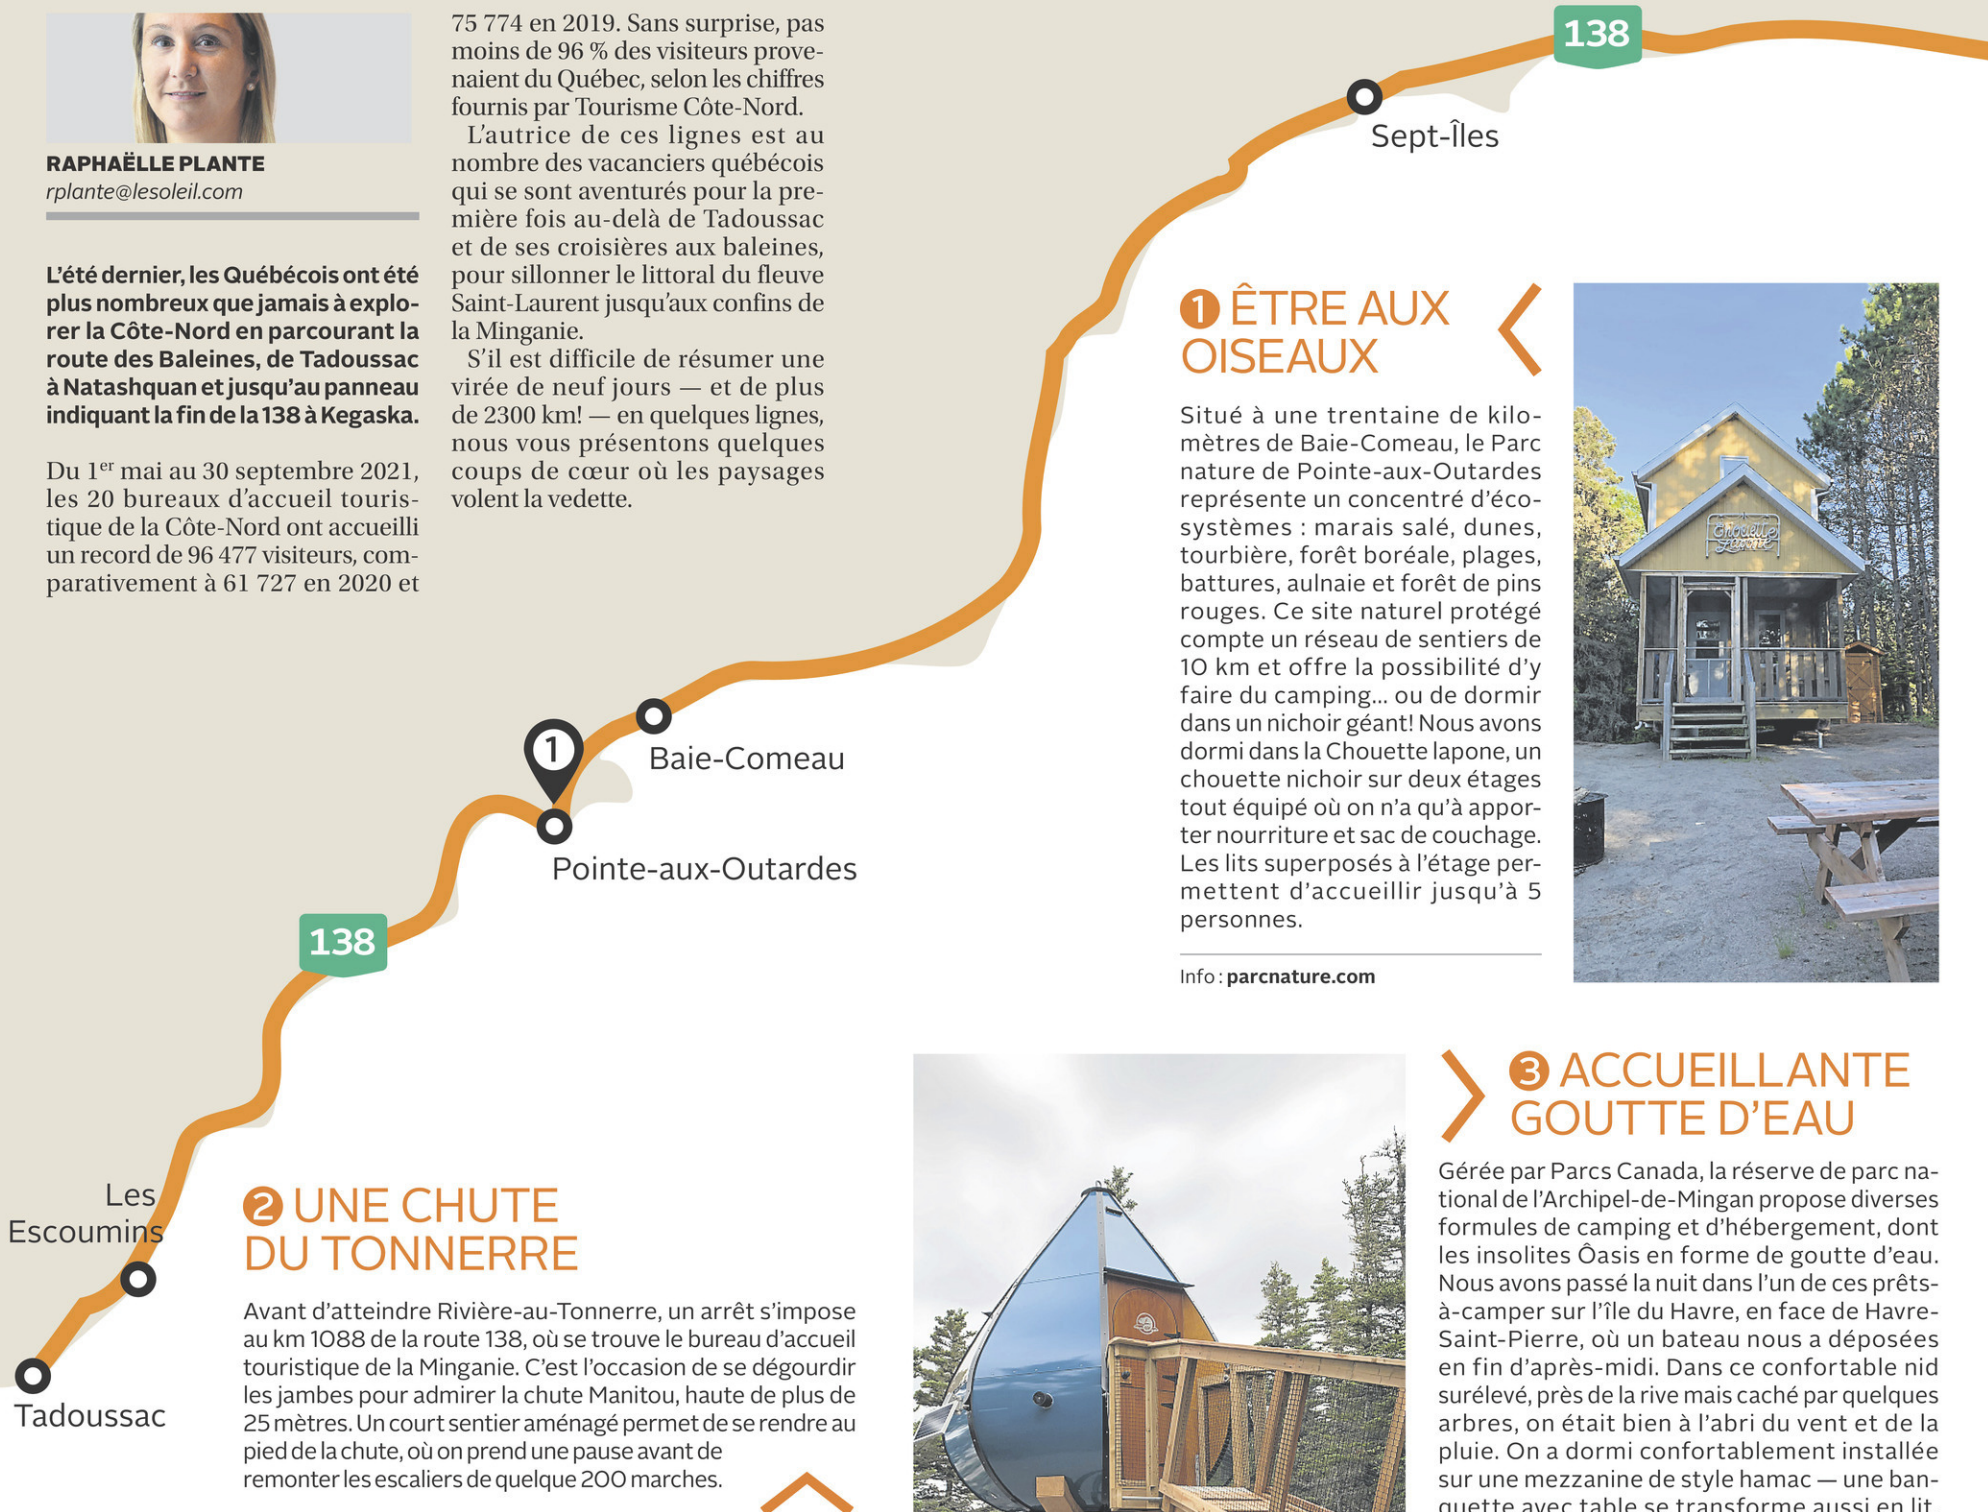 RAPHAËLLE PLANTE
rplante@lesoleil.com
L'été dernier, les Québécois ont été
plus nombreux que jamais à explo-
rer la Côte-Nord en parcourant la
route des Baleines, de Tadoussac
à Natashquan et jusqu'au panneau
indiquant la fin de la 138 à Kegaska.
Du 1er mai au 30 septembre 2021,
les 20 bureaux d'accueil touris-
tique de la Côte-Nord ont accueilli
un record de 96 477 visiteurs, com-
parativement à 61 727 en 2020 et
75 774 en 2019. Sans surprise, pas
moins de 96 % des visiteurs prove-
naient du Québec, selon les chiffres
fournis par Tourisme Côte-Nord.
L'autrice de ces lignes est au
nombre des vacanciers québécois
qui se sont aventurés pour la pre-
mière fois au-delà de Tadoussac
et de ses croisières aux baleines,
pour sillonner le littoral du fleuve
Saint-Laurent jusqu'aux confins de
la Minganie.
S'il est difficile de résumer une
virée de neuf jours — et de plus
de 2300 km! — en quelques lignes,
nous vous présentons quelques
coups de cœur où les paysages
volent la vedette.
138
Sept-Îles
1
Baie-Comeau
Pointe-aux-Outardes
138
Les
Escoumins
Tadoussac
1 ÊTRE AUX
OISEAUX
Situé à une trentaine de kilo-
mètres de Baie-Comeau, le Parc
nature de Pointe-aux-Outardes
représente un concentré d'éco-
systèmes : marais salé, dunes,
tourbière, forêt boréale, plages,
battures, aulnaie et forêt de pins
rouges. Ce site naturel protégé
compte un réseau de sentiers de
10 km et offre la possibilité d'y
faire du camping... ou de dormir
dans un nichoir géant! Nous avons
dormi dans la Chouette lapone, un
chouette nichoir sur deux étages
tout équipé où on n'a qu'à appor-
ter nourriture et sac de couchage.
Les lits superposés à l'étage per-
mettent d'accueillir jusqu'à 5
personnes.
Info : parcnature.com
Chouette
Lapone
2 UNE CHUTE
DU TONNERRE
Avant d'atteindre Rivière-au-Tonnerre, un arrêt s'impose
au km 1088 de la route 138, où se trouve le bureau d'accueil
touristique de la Minganie. C'est l'occasion de se dégourdir
les jambes pour admirer la chute Manitou, haute de plus de
25 mètres. Un court sentier aménagé permet de se rendre au
pied de la chute, où on prend une pause avant de
remonter les escaliers de quelque 200 marches.
3 ACCUEILLANTE
GOUTTE D'EAU
Gérée par Parcs Canada, la réserve de parc na-
tional de l'Archipel-de-Mingan propose diverses
formules de camping et d'hébergement, dont
les insolites Ôasis en forme de goutte d'eau.
Nous avons passé la nuit dans l'un de ces prêts-
à-camper sur l'île du Havre, en face de Havre-
Saint-Pierre, où un bateau nous a déposées
en fin d'après-midi. Dans ce confortable nid
surélevé, près de la rive mais caché par quelques
arbres, on était bien à l'abri du vent et de la
pluie. On a dormi confortablement installée
sur une mezzanine de style hamac — une ban-
quette avec table se transforme aussi en lit.